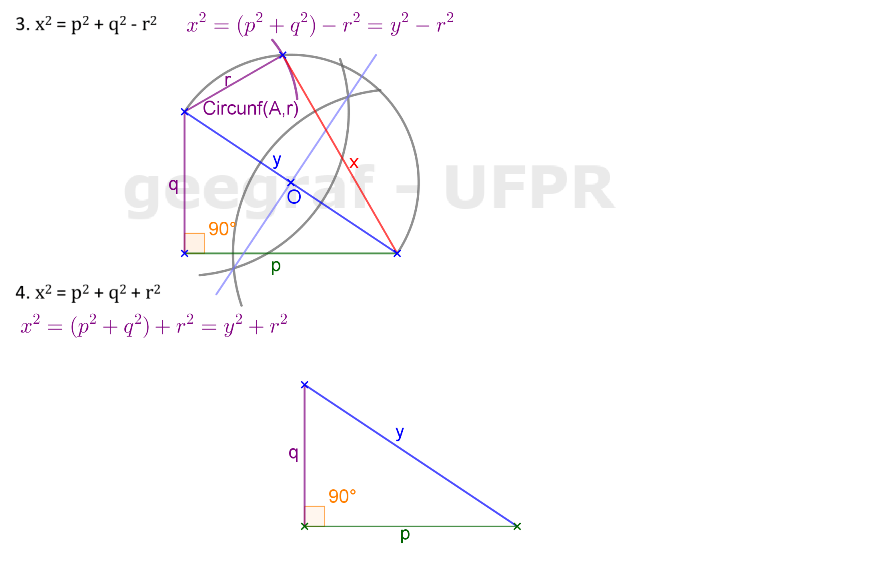 3. x² = p² + q² - r² x² = (p² + q²) − r² = y² − r²
r
Circunf(A,r)
y
x
q
geegraf - UFPR
O
90°
p
4. x² = p² + q² + r²
x² = (p² + q²) + r² = y² + r²
y
q
90°
p